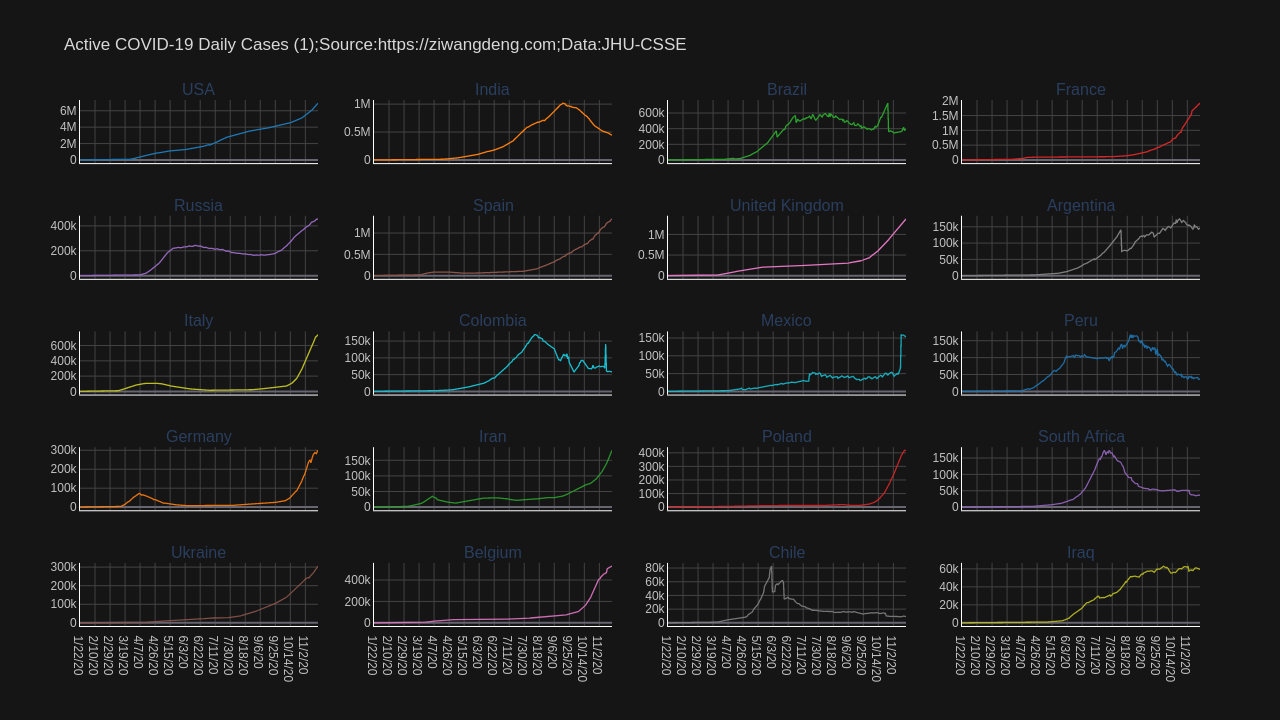 Active COVID-19 Daily Cases (1);Source:https://ziwangdeng.com;Data:JHU-CSSE
USA
India
Brazil
France
6M
4M
2M
0
1M
0.5M
0
600k
400k
200k
0
2M
1.5M
1M
0.5M
0
Russia
Spain
United Kingdom
Argentina
400k
200k
0
1M
0.5M
0
1M
0.5M
0
150k
100k
50k
0
Italy
Colombia
Mexico
Peru
600k
400k
200k
0
150k
100k
50k
0
150k
100k
50k
0
150k
100k
50k
0
Germany
Iran
Poland
South Africa
300k
200k
100k
0
150k
100k
50k
0
400k
300k
200k
100k
0
150k
100k
50k
0
Ukraine
Belgium
Chile
Iraq
300k
200k
100k
0
400k
200k
0
80k
60k
40k
20k
0
60k
40k
20k
0
1/22/20
2/10/20
2/29/20
3/19/20
4/7/20
4/26/20
5/15/20
6/3/20
6/22/20
7/11/20
7/30/20
8/18/20
9/6/20
9/25/20
10/14/20
11/2/20
1/22/20
2/10/20
2/29/20
3/19/20
4/7/20
4/26/20
5/15/20
6/3/20
6/22/20
7/11/20
7/30/20
8/18/20
9/6/20
9/25/20
10/14/20
11/2/20
1/22/20
2/10/20
2/29/20
3/19/20
4/7/20
4/26/20
5/15/20
6/3/20
6/22/20
7/11/20
7/30/20
8/18/20
9/6/20
9/25/20
10/14/20
11/2/20
1/22/20
2/10/20
2/29/20
3/19/20
4/7/20
4/26/20
5/15/20
6/3/20
6/22/20
7/11/20
7/30/20
8/18/20
9/6/20
9/25/20
10/14/20
11/2/20